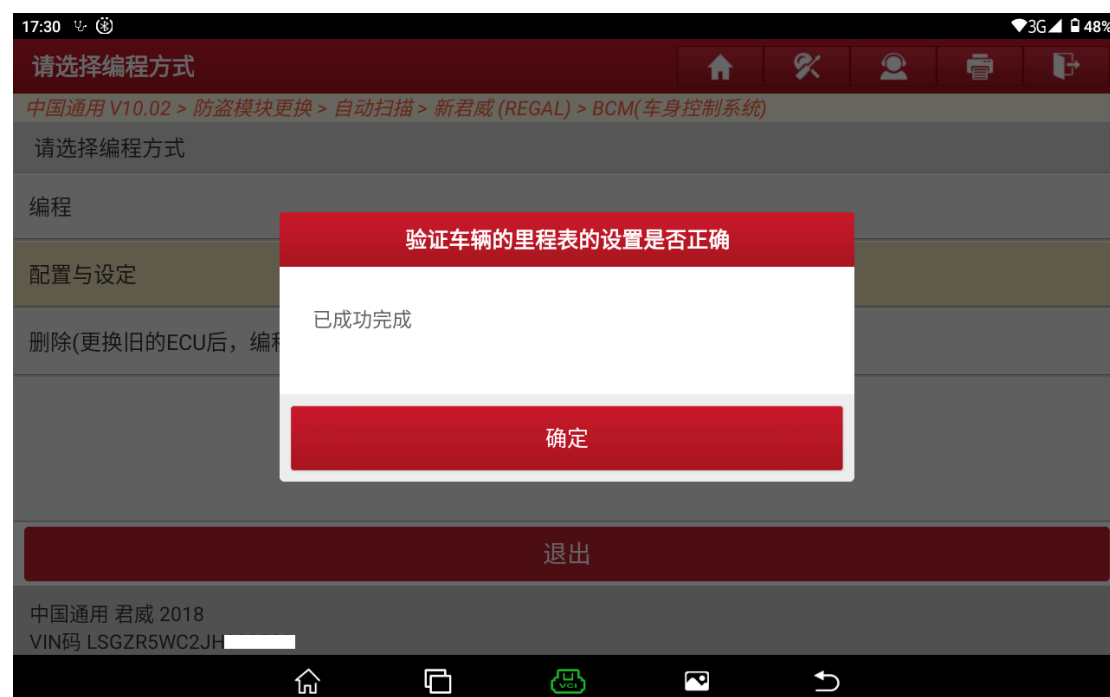 17:30 3G 48%
请选择编程方式
中国通用 V10.02 > 防盗模块更换 > 自动扫描 > 新君威 (REGAL) > BCM(车身控制系统)
请选择编程方式
编程
验证车辆的里程表的设置是否正确
配置与设定
已成功完成
删除(更换旧的ECU后，编程
确定
退出
中国通用 君威 2018
VIN码 LSGZR5WC2JH
VCI